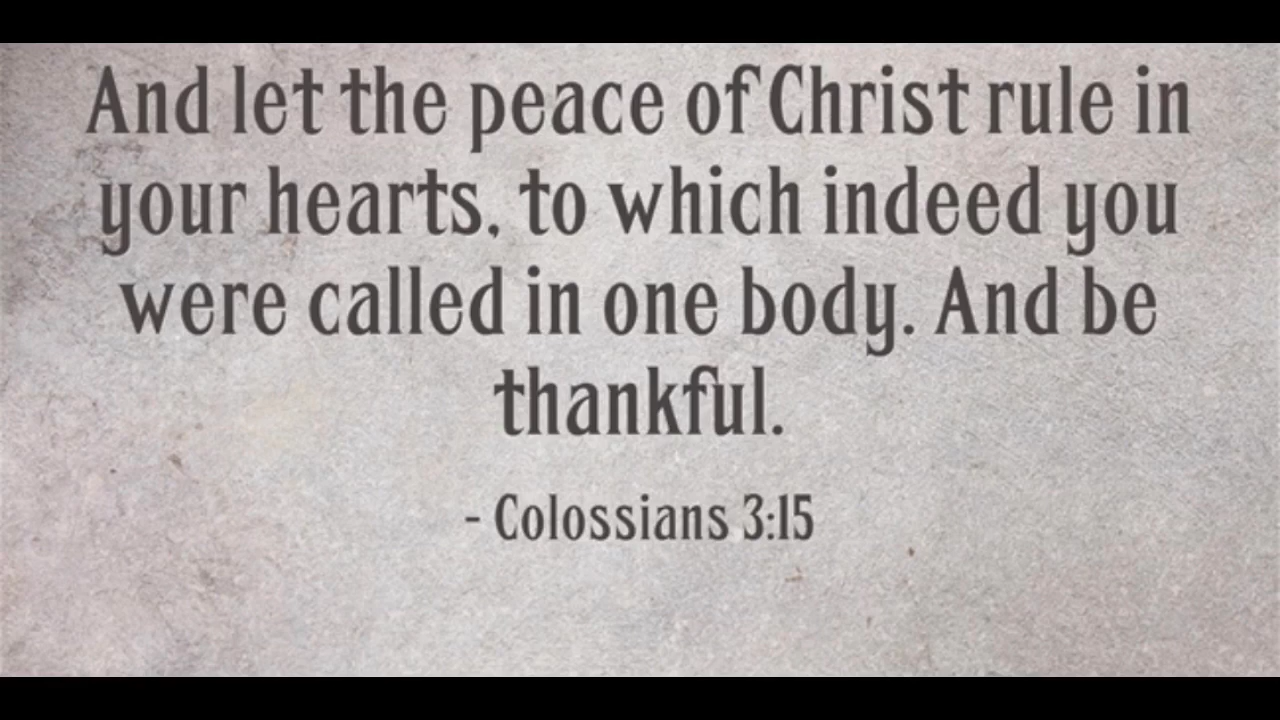 And let the peace of Christ rule in
your hearts, to which indeed you
were called in one body. And be
thankful.
- Colossians 3:15